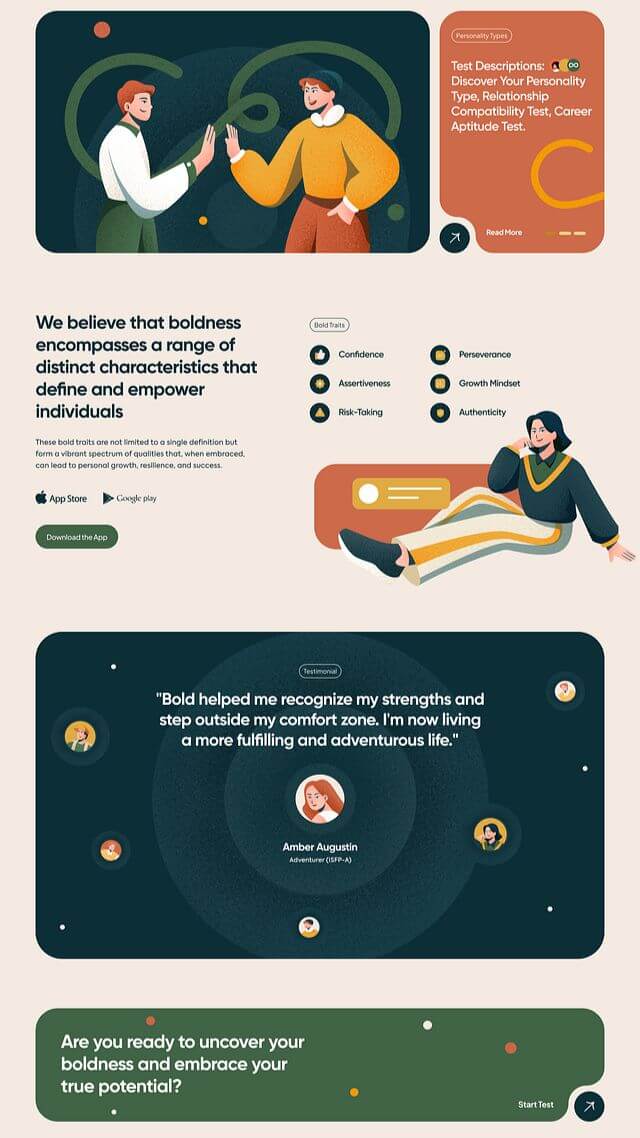 Personality Types
Test Descriptions:
Discover Your Personality
Type, Relationship
Compatibility Test, Career
Aptitude Test.
Read More
We believe that boldness
encompasses a range of
distinct characteristics that
define and empower
individuals
These bold traits are not limited to a single definition but
form a vibrant spectrum of qualities that, when embraced,
can lead to personal growth, resilience, and success.
App Store
Google play
Download the App
Bold Traits
Confidence
Perseverance
Assertiveness
Growth Mindset
Risk-Taking
Authenticity
Testimonial
"Bold helped me recognize my strengths and
step outside my comfort zone. I'm now living
a more fulfilling and adventurous life."
Amber Augustin
Adventurer (ISFP-A)
Are you ready to uncover your
boldness and embrace your
true potential?
Start Test